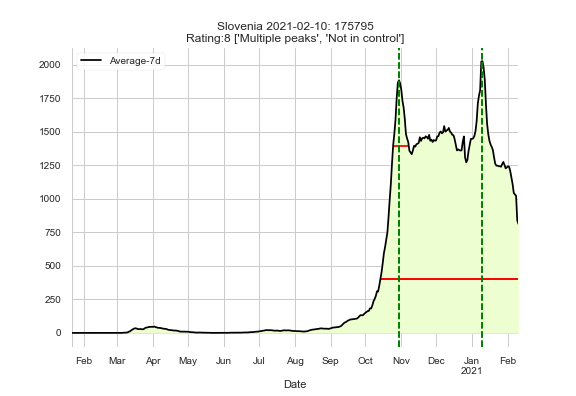 Slovenia 2021-02-10: 175795
Rating:8 ['Multiple peaks', 'Not in control']
Average-7d
2000
1750
1500
1250
1000
750
500
250
0
Feb Mar Apr May Jun Jul Aug Sep Oct Nov Dec Jan Feb
2021
Date